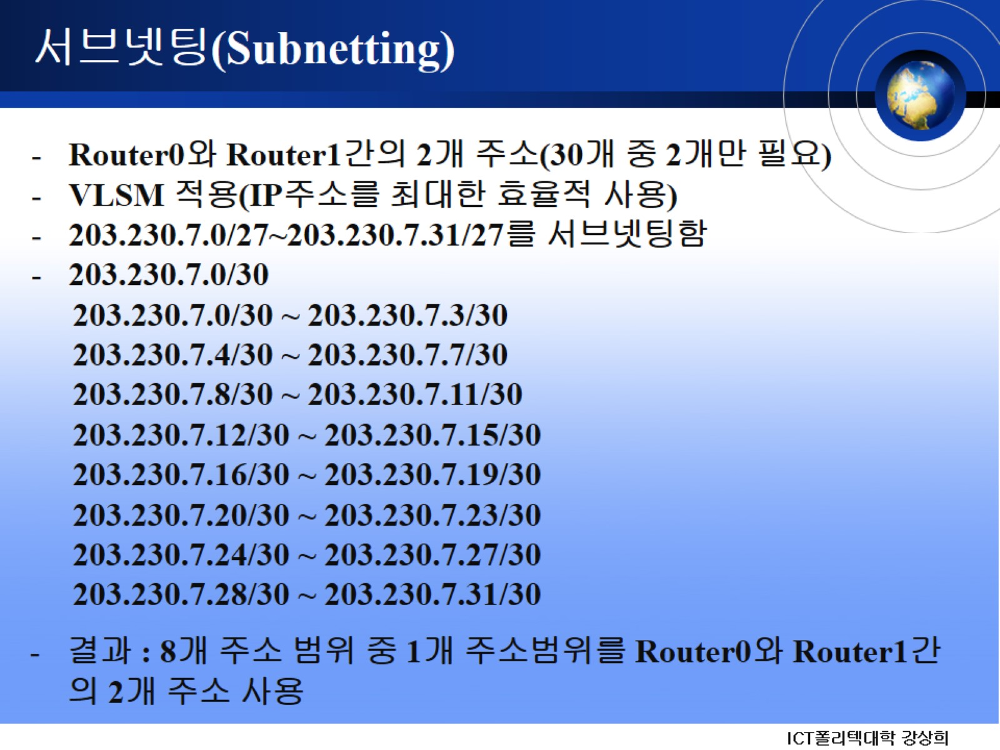 서브넷팅(Subnetting)
- Router0와 Router1간의 2개 주소(30개 중 2개만 필요)
- VLSM 적용(IP주소를 최대한 효율적 사용)
- 203.230.7.0/27~203.230.7.31/27를 서브넷팅함
- 203.230.7.0/30
203.230.7.0/30 ~ 203.230.7.3/30
203.230.7.4/30 ~ 203.230.7.7/30
203.230.7.8/30 ~ 203.230.7.11/30
203.230.7.12/30 ~ 203.230.7.15/30
203.230.7.16/30 ~ 203.230.7.19/30
203.230.7.20/30 ~ 203.230.7.23/30
203.230.7.24/30 ~ 203.230.7.27/30
203.230.7.28/30 ~ 203.230.7.31/30
- 결과 : 8개 주소 범위 중 1개 주소범위를 Router0와 Router1간
의 2개 주소 사용
ICT폴리텍대학 강상희